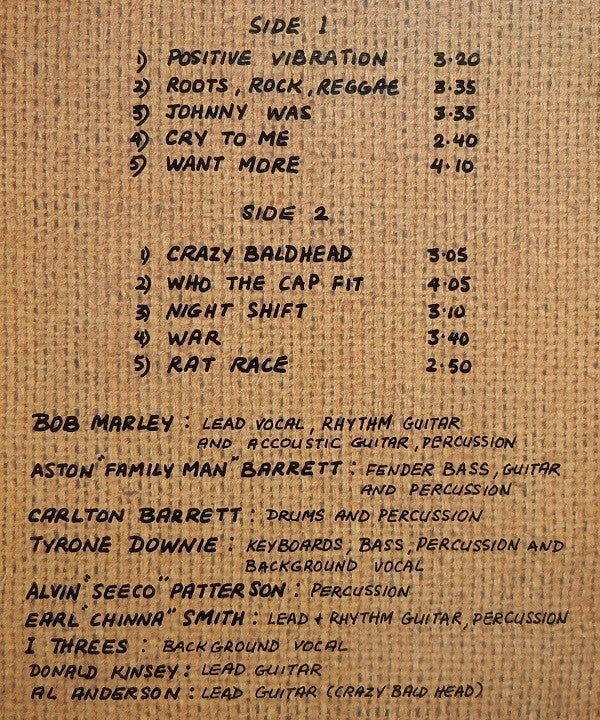 SIDE 1
1) POSITIVE VIBRATION 3.20
2) ROOTS, ROCK, REGGAE 3.35
3) JOHNNY WAS 3.35
4) CRY TO ME 2.40
5) WANT MORE 4.10
SIDE 2
1) CRAZY BALDHEAD 3.05
2) WHO THE CAP FIT 4.05
3) NIGHT SHIFT 3.10
4) WAR 3.40
5) RAT RACE 2.50
BOB MARLEY : LEAD VOCAL, RHYTHM GUITAR
AND ACCOUSTIC GUITAR, PERCUSSION
ASTON "FAMILY MAN" BARRETT : FENDER BASS, GUITAR
AND PERCUSSION
CARLTON BARRETT : DRUMS AND PERCUSSION
TYRONE DOWNIE : KEYBOARDS, BASS, PERCUSSION AND
BACKGROUND VOCAL
ALVIN "SEECO" PATTERSON : PERCUSSION
EARL "CHINNA" SMITH : LEAD + RHYTHM GUITAR, PERCUSSION
I THREES : BACKGROUND VOCAL
DONALD KINSEY : LEAD GUITAR
AL ANDERSON : LEAD GUITAR (CRAZY BALD HEAD)